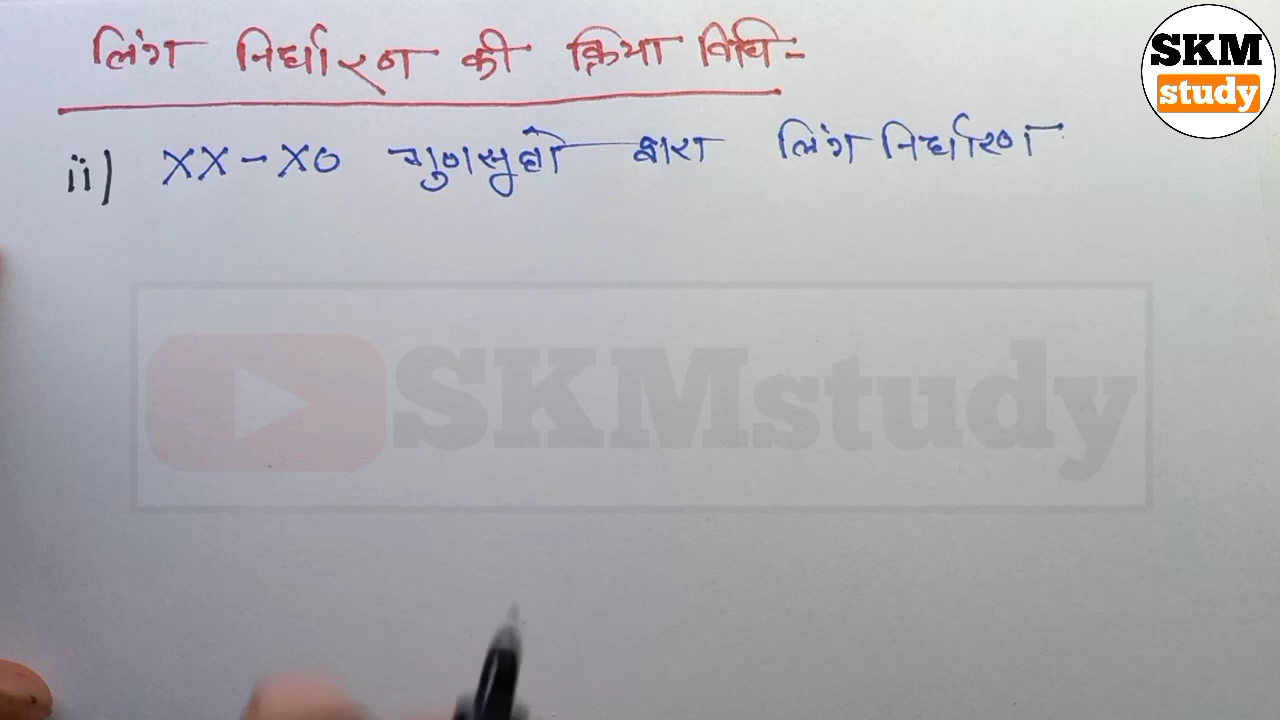 लिंग निर्धारण की क्रिया विधि-
SKM
study
ii) XX-XO गुणसूत्रो द्वारा लिंग निर्धारण
SKMstudy